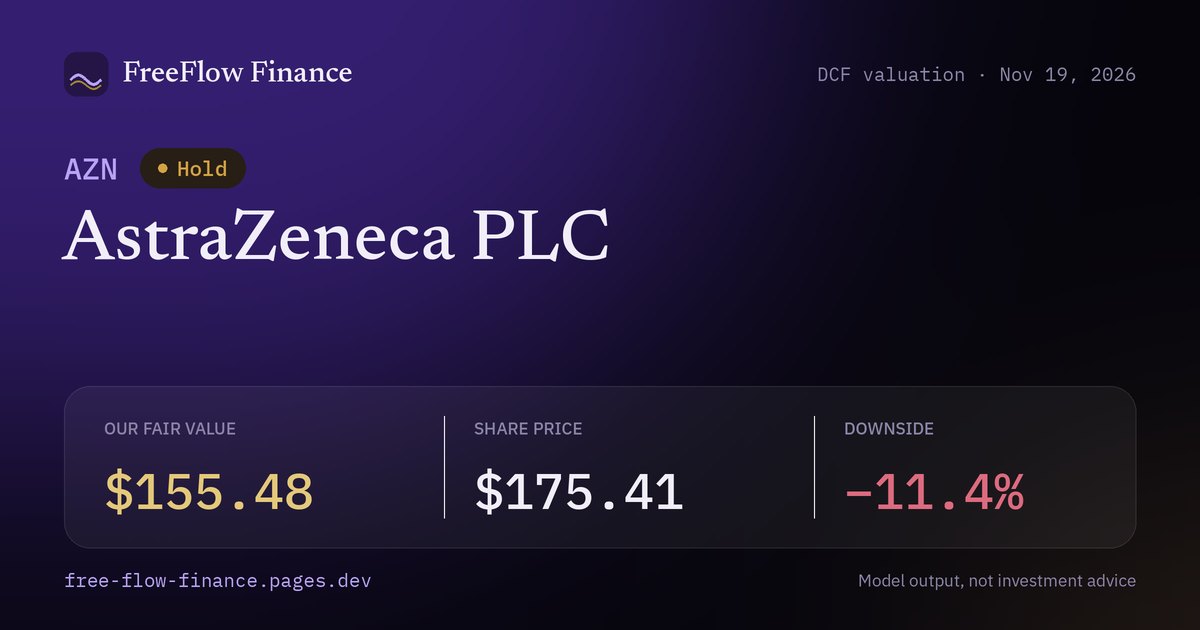 FreeFlow Finance
DCF valuation · Nov 19, 2026
AZN
Hold
AstraZeneca PLC
OUR FAIR VALUE
$155.48
SHARE PRICE
$175.41
DOWNSIDE
−11.4%
free-flow-finance.pages.dev
Model output, not investment advice